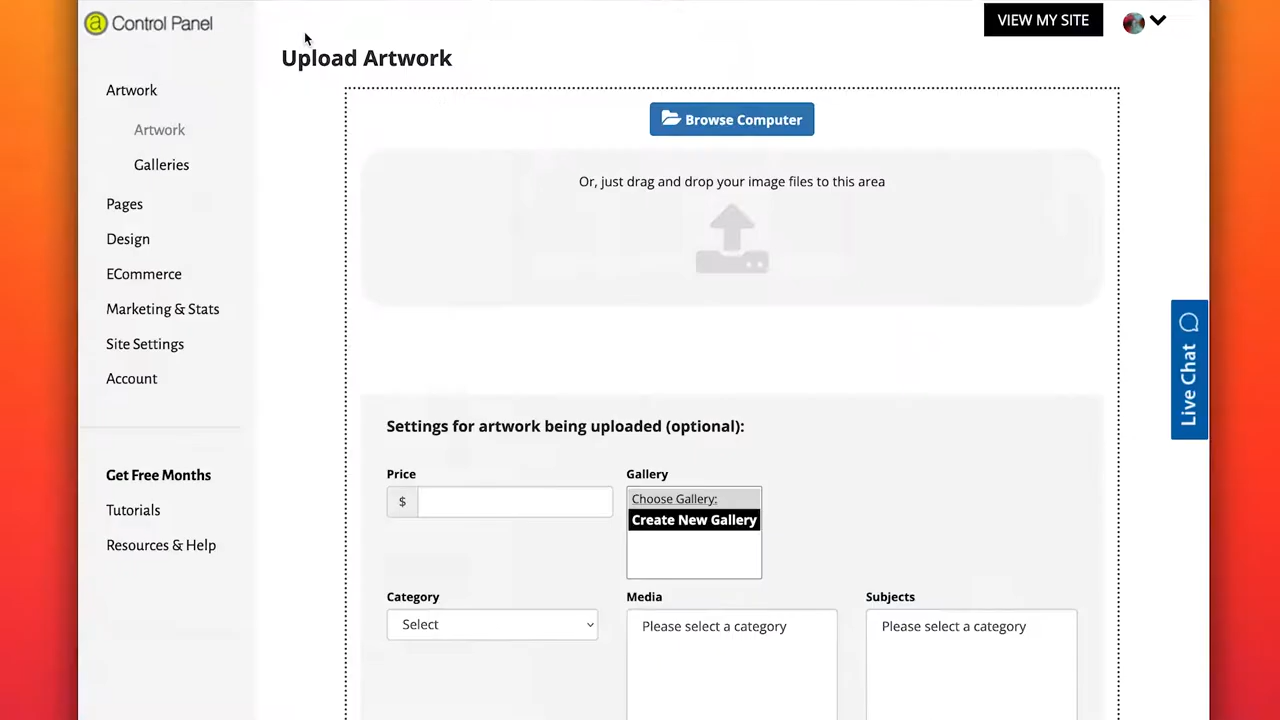 a Control Panel
VIEW MY SITE
Upload Artwork
Artwork
Artwork
Galleries
Pages
Design
ECommerce
Marketing & Stats
Site Settings
Account
Get Free Months
Tutorials
Resources & Help
Browse Computer
Or, just drag and drop your image files to this area
Settings for artwork being uploaded (optional):
Price
$
Gallery
Choose Gallery:
Create New Gallery
Category
Select
Media
Please select a category
Subjects
Please select a category
Live Chat